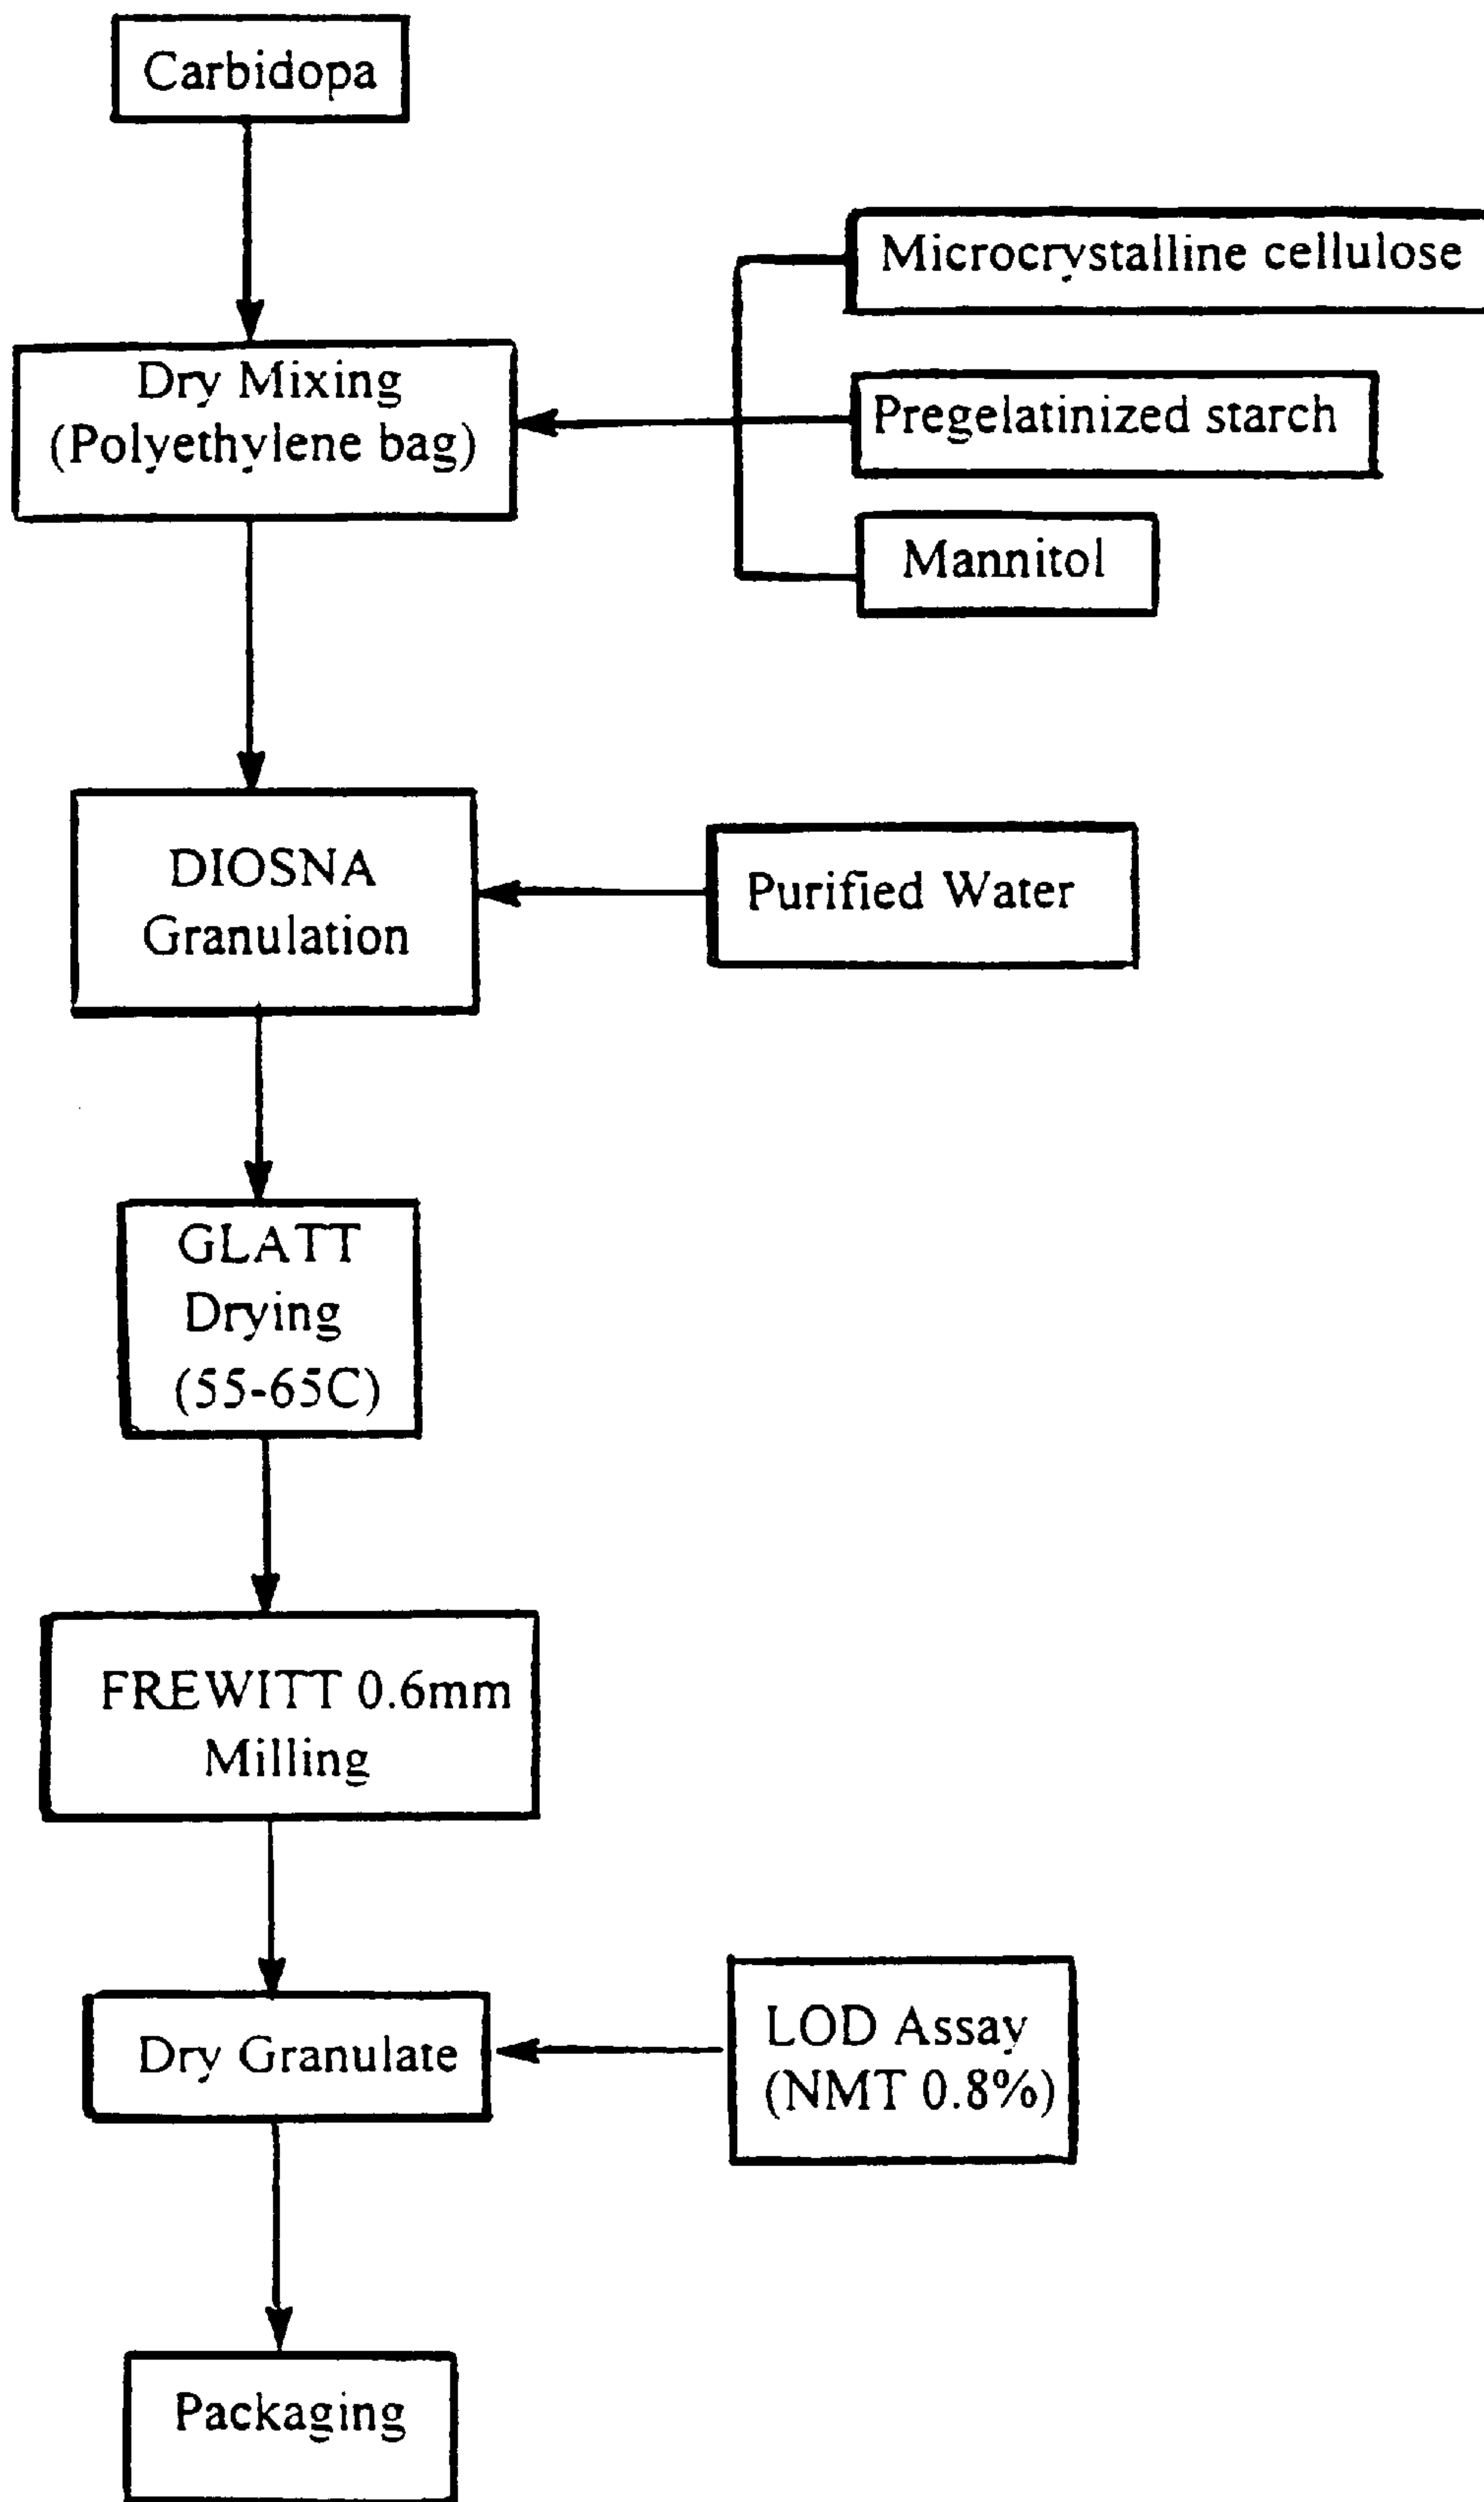 Carbidopa
Microcrystalline cellulose
Dry Mixing
(Polyethylene bag)
Pregelatinized starch
Mannitol
DIOSNA
Granulation
Purified Water
GLATT
Drying
(55-65C)
FREWITT 0.6mm
Milling
Dry Granulate
LOD Assay
(NMT 0.8%)
Packaging